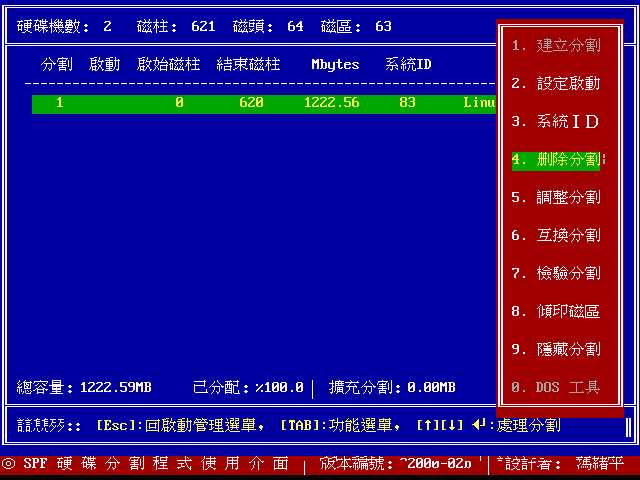 硬碟機數: 2 磁柱: 621 磁頭: 64 磁區: 63
分割 啟動 啟始磁柱 結束磁柱 Mbytes 系統ID
1 0 620 1222.56 83 Linu
1. 建立分割
2. 設定啟動
3. 系統ＩＤ
4. 刪除分割
5. 調整分割
6. 互換分割
7. 檢驗分割
8. 傾印磁區
9. 隱藏分割
0. DOS 工具
總容量:1222.59MB 已分配:%100.0 | 擴充分割:0.00MB
[Esc]:回啟動管理選單, [TAB]:功能選單, [↑][↓] ↵:處理分割
◎ SPF 硬碟分割程式使用介面 | 版本編號: | 設計者: 馮緒平